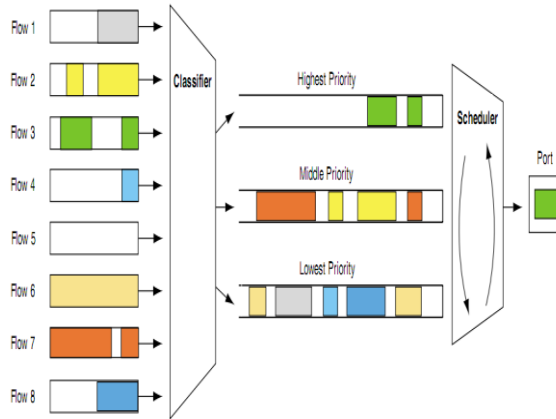 Flow 1
Flow 2
Flow 3
Flow 4
Flow 5
Flow 6
Flow 7
Flow 8
Classifier
Highest Priority
Middle Priority
Lowest Priority
Scheduler
Port